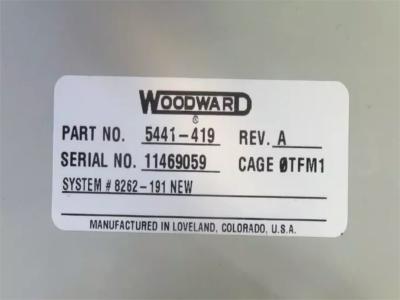 WOODWARD
©
PART NO. 5441-419 REV. A
SERIAL NO. 11469059 CAGE ØTFM1
SYSTEM # 8262-191 NEW
MANUFACTURED IN LOVELAND, COLORADO, U.S.A.